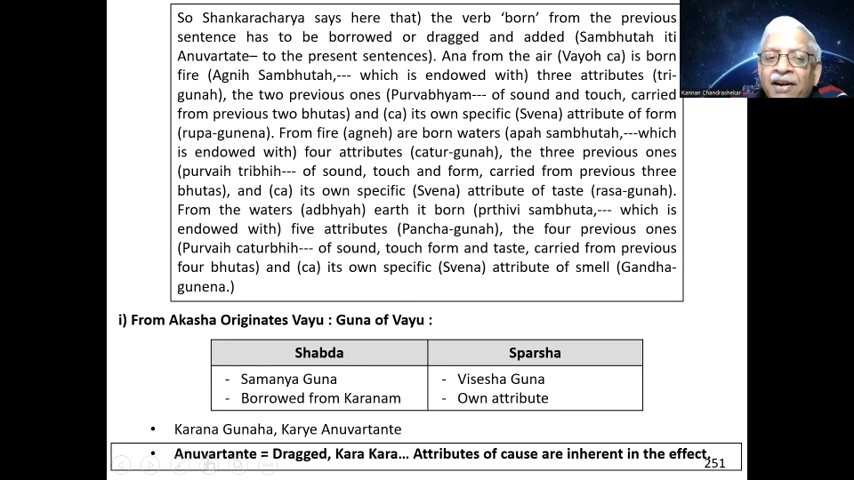 So Shankaracharya says here that) the verb ‘born’ from the previous
sentence has to be borrowed or dragged and added (Sambhutah iti
Anuvartate– to the present sentences). Ana from the air (Vayoh ca) is born
fire (Agnih Sambhutah,--- which is endowed with) three attributes (tri-
gunah), the two previous ones (Purvabhyam--- of sound and touch, carried
from previous two bhutas) and (ca) its own specific (Svena) attribute of form
(rupa-gunena). From fire (agneh) are born waters (apah sambhutah,---which
is endowed with) four attributes (catur-gunah), the three previous ones
(purvaih tribhih--- of sound, touch and form, carried from previous three
bhutas), and (ca) its own specific (Svena) attribute of taste (rasa-gunah).
From the waters (adbhyah) earth it born (prthivi sambhuta,--- which is
endowed with) five attributes (Pancha-gunah), the four previous ones
(Purvaih caturbhih--- of sound, touch form and taste, carried from previous
four bhutas) and (ca) its own specific (Svena) attribute of smell (Gandha-
gunena.)
Kannan Chandrashekar
i) From Akasha Originates Vayu : Guna of Vayu :
Shabda Sparsha
- Samanya Guna - Visesha Guna
- Borrowed from Karanam - Own attribute
• Karana Gunaha, Karye Anuvartante
• Anuvartante = Dragged, Kara Kara... Attributes of cause are inherent in the effect.
251